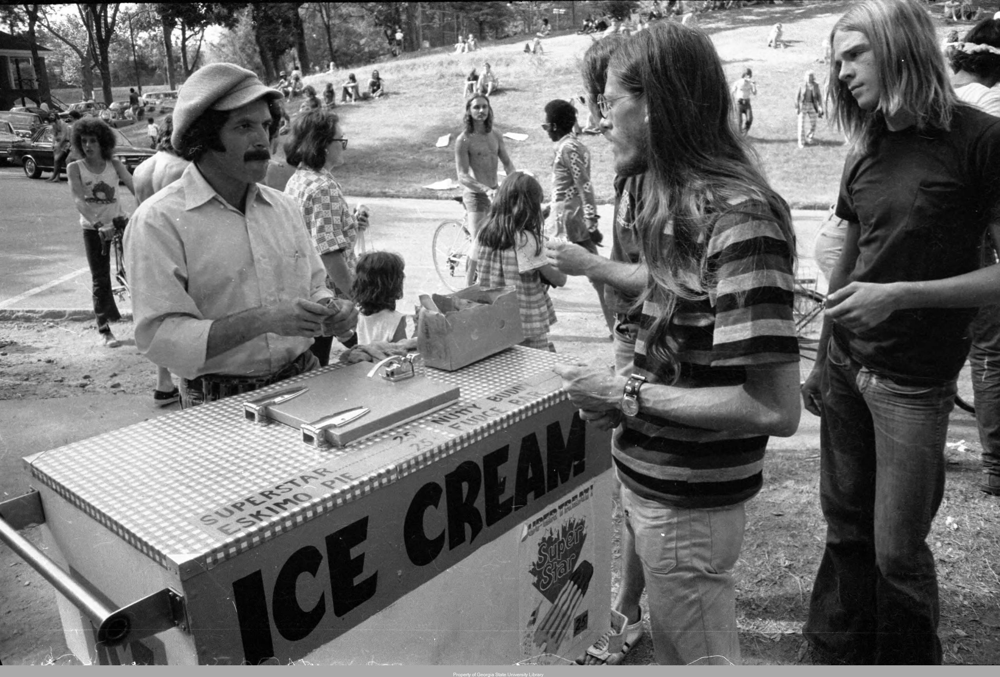 SUPERSTAR............25¢ NUTTY BUDDY
ESKIMO PIE............25¢ FUDGE BAR
ICE CREAM
SUPER TREAT!
Super
Star
25¢
Property of Georgia State University Library